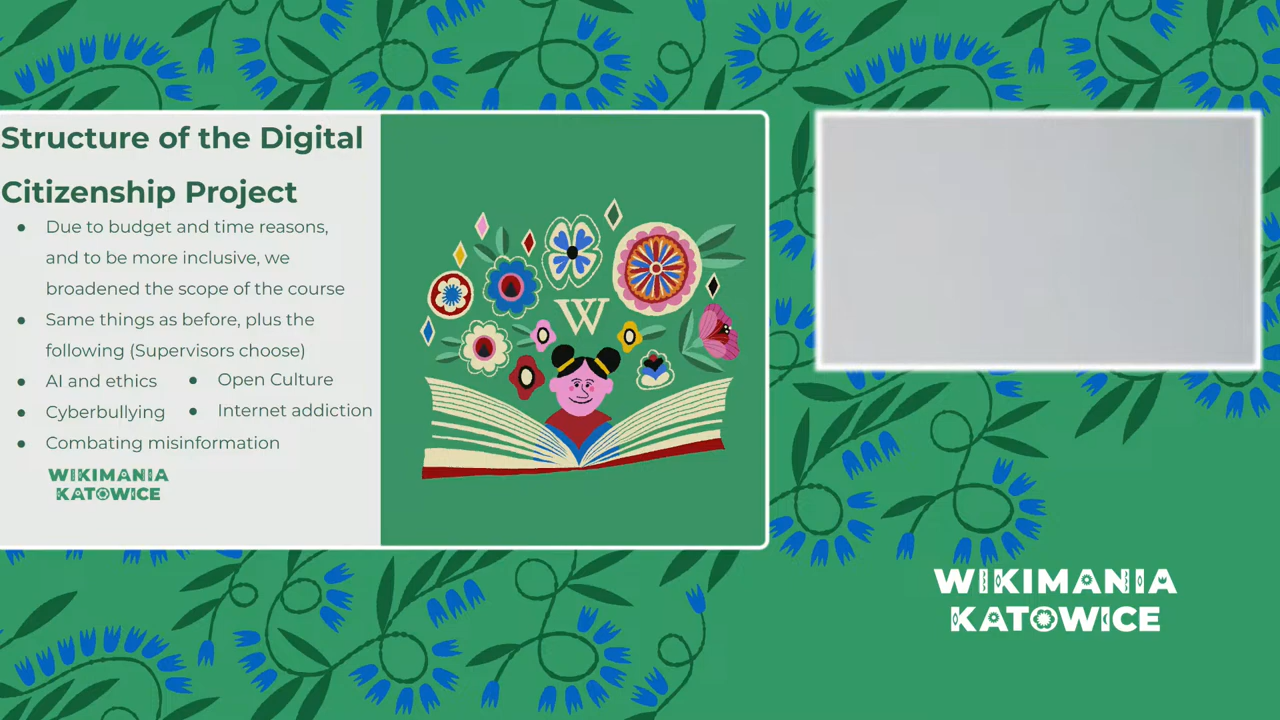 Structure of the Digital
Citizenship Project
• Due to budget and time reasons,
and to be more inclusive, we
broadened the scope of the course
• Same things as before, plus the
following (Supervisors choose)
• AI and ethics • Open Culture
• Cyberbullying • Internet addiction
• Combating misinformation
WIKIMANIA
KATOWICE
W
WIKIMANIA
KATOWICE